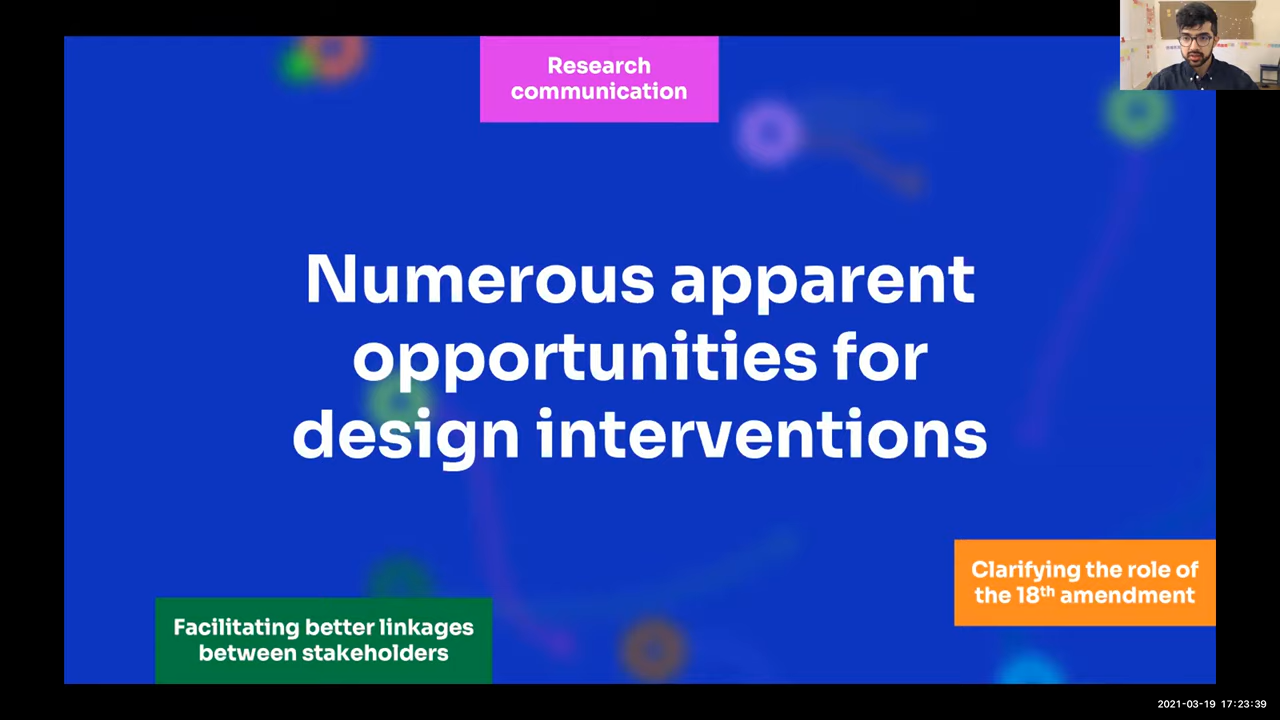 Research
communication
Numerous apparent
opportunities for
design interventions
Clarifying the role of
the 18th amendment
Facilitating better linkages
between stakeholders
2021-03-19 17:23:39